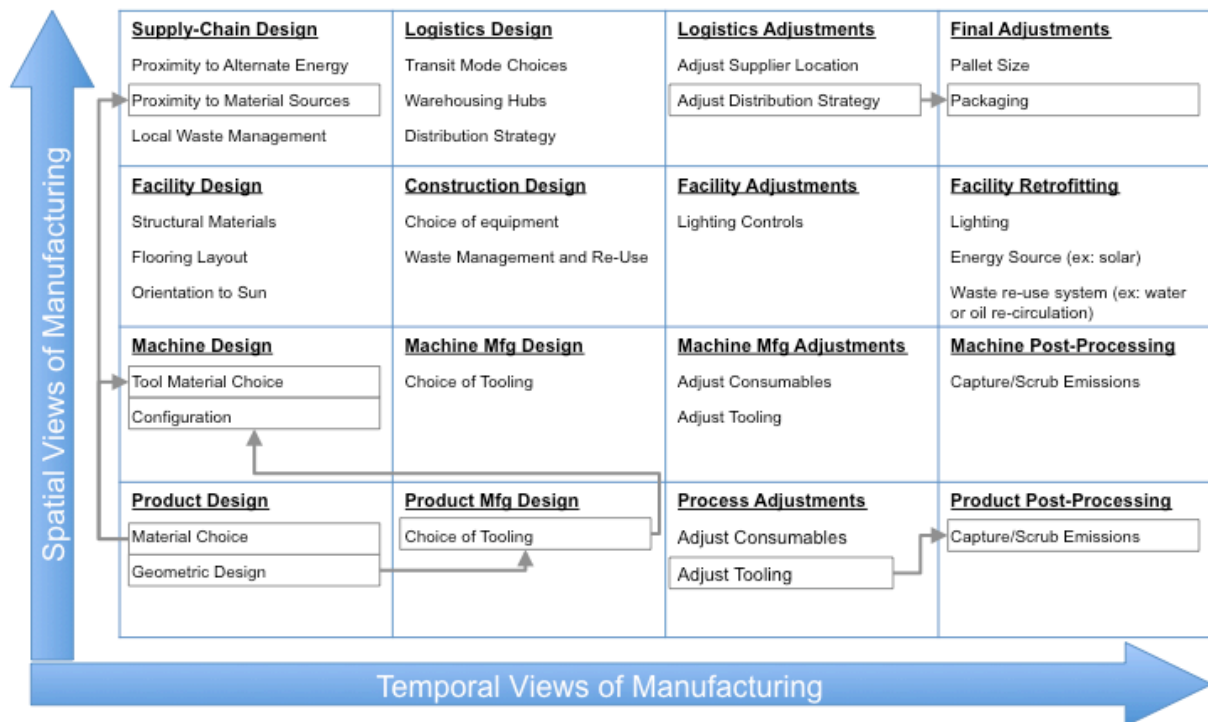 Spatial Views of Manufacturing
Supply-Chain Design
Proximity to Alternate Energy
Proximity to Material Sources
Local Waste Management
Logistics Design
Transit Mode Choices
Warehousing Hubs
Distribution Strategy
Logistics Adjustments
Adjust Supplier Location
Adjust Distribution Strategy
Final Adjustments
Pallet Size
Packaging
Facility Design
Structural Materials
Flooring Layout
Orientation to Sun
Construction Design
Choice of equipment
Waste Management and Re-Use
Facility Adjustments
Lighting Controls
Facility Retrofitting
Lighting
Energy Source (ex: solar)
Waste re-use system (ex: water
or oil re-circulation)
Machine Design
Tool Material Choice
Configuration
Machine Mfg Design
Choice of Tooling
Machine Mfg Adjustments
Adjust Consumables
Adjust Tooling
Machine Post-Processing
Capture/Scrub Emissions
Product Design
Material Choice
Geometric Design
Product Mfg Design
Choice of Tooling
Process Adjustments
Adjust Consumables
Adjust Tooling
Product Post-Processing
Capture/Scrub Emissions
Temporal Views of Manufacturing